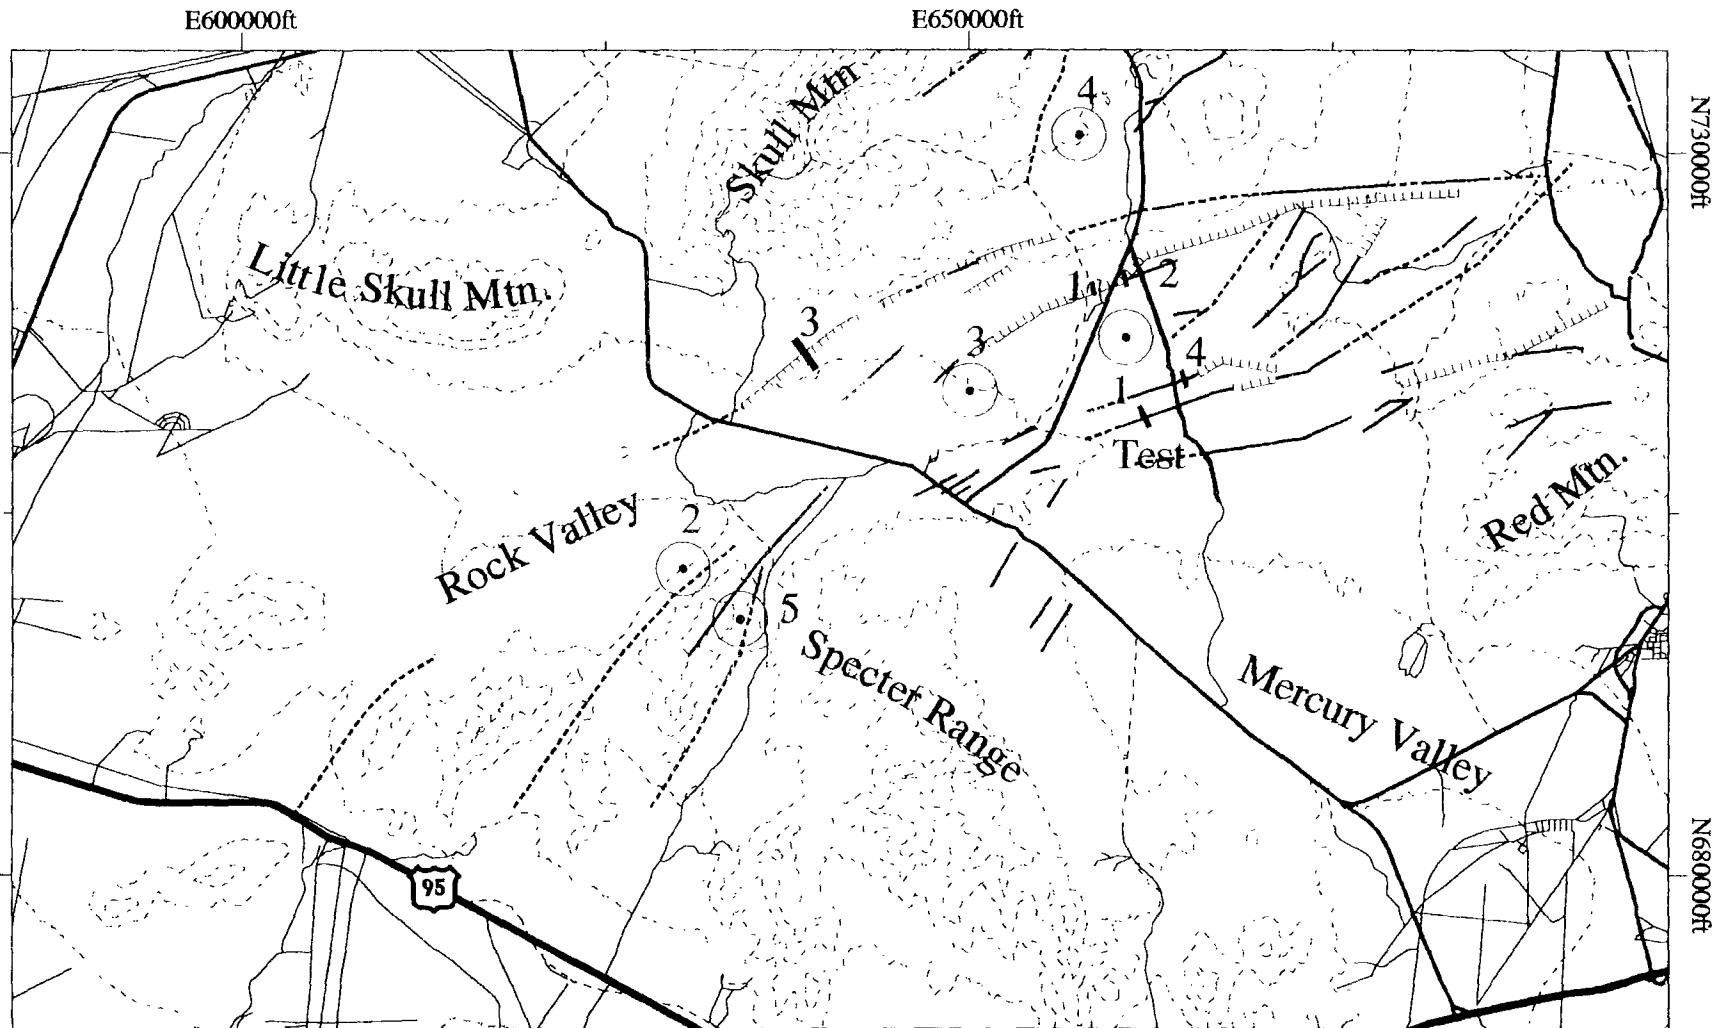 E600000ft
E650000ft
N730000ft
Skull Mtn
4
Little Skull Mtn.
1
2
3
3
4
1
Test
Red Mtn.
Rock Valley
2
5
Specter Range
Mercury Valley
95
N680000ft